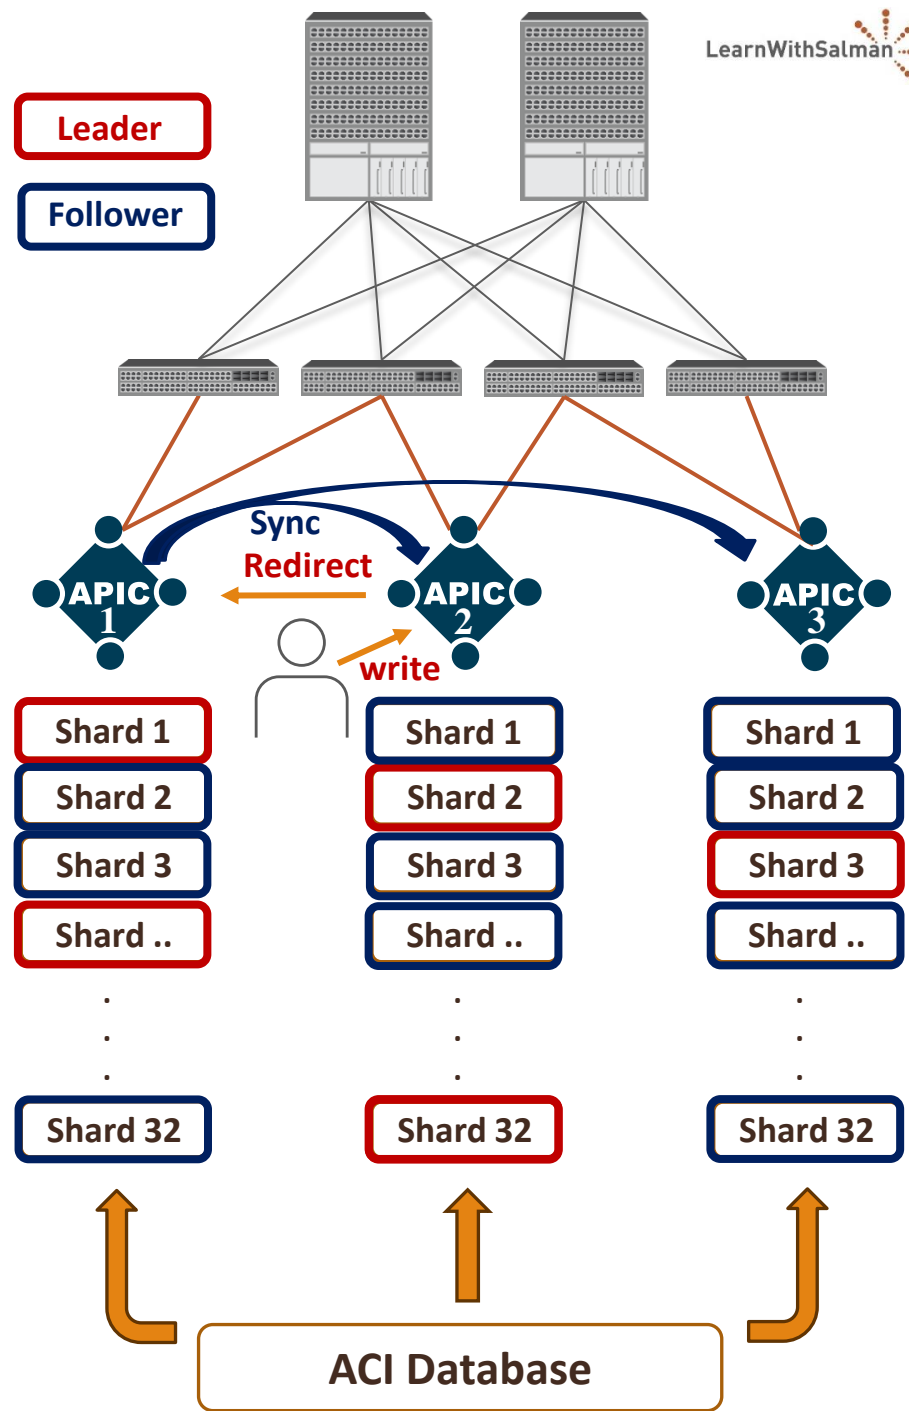 LearnWithSalman
Leader
Follower
Sync
Redirect
write
APIC
1
APIC
2
APIC
3
Shard 1
Shard 2
Shard 3
Shard ..
.
.
.
Shard 32
Shard 1
Shard 2
Shard 3
Shard ..
.
.
.
Shard 32
Shard 1
Shard 2
Shard 3
Shard ..
.
.
.
Shard 32
ACI Database